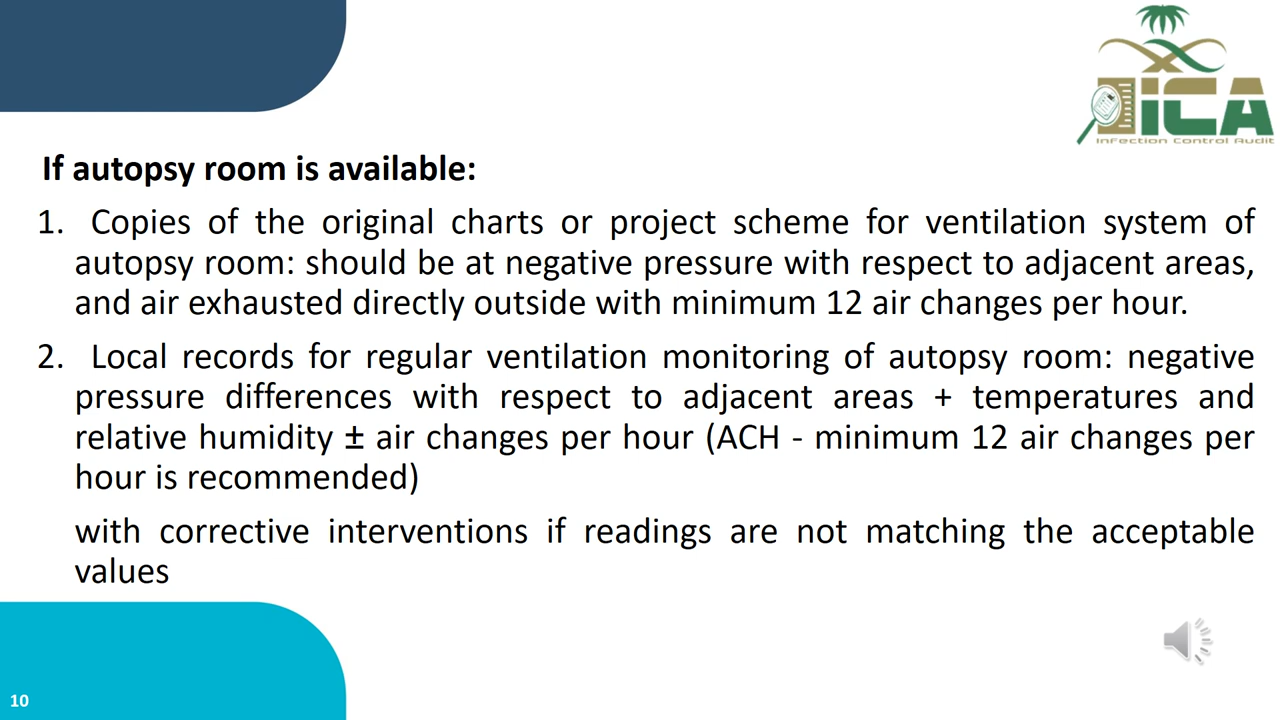 ICA
Infection Control Audit
If autopsy room is available:
1. Copies of the original charts or project scheme for ventilation system of
autopsy room: should be at negative pressure with respect to adjacent areas,
and air exhausted directly outside with minimum 12 air changes per hour.
2. Local records for regular ventilation monitoring of autopsy room: negative
pressure differences with respect to adjacent areas + temperatures and
relative humidity ± air changes per hour (ACH - minimum 12 air changes per
hour is recommended)
with corrective interventions if readings are not matching the acceptable
values
10